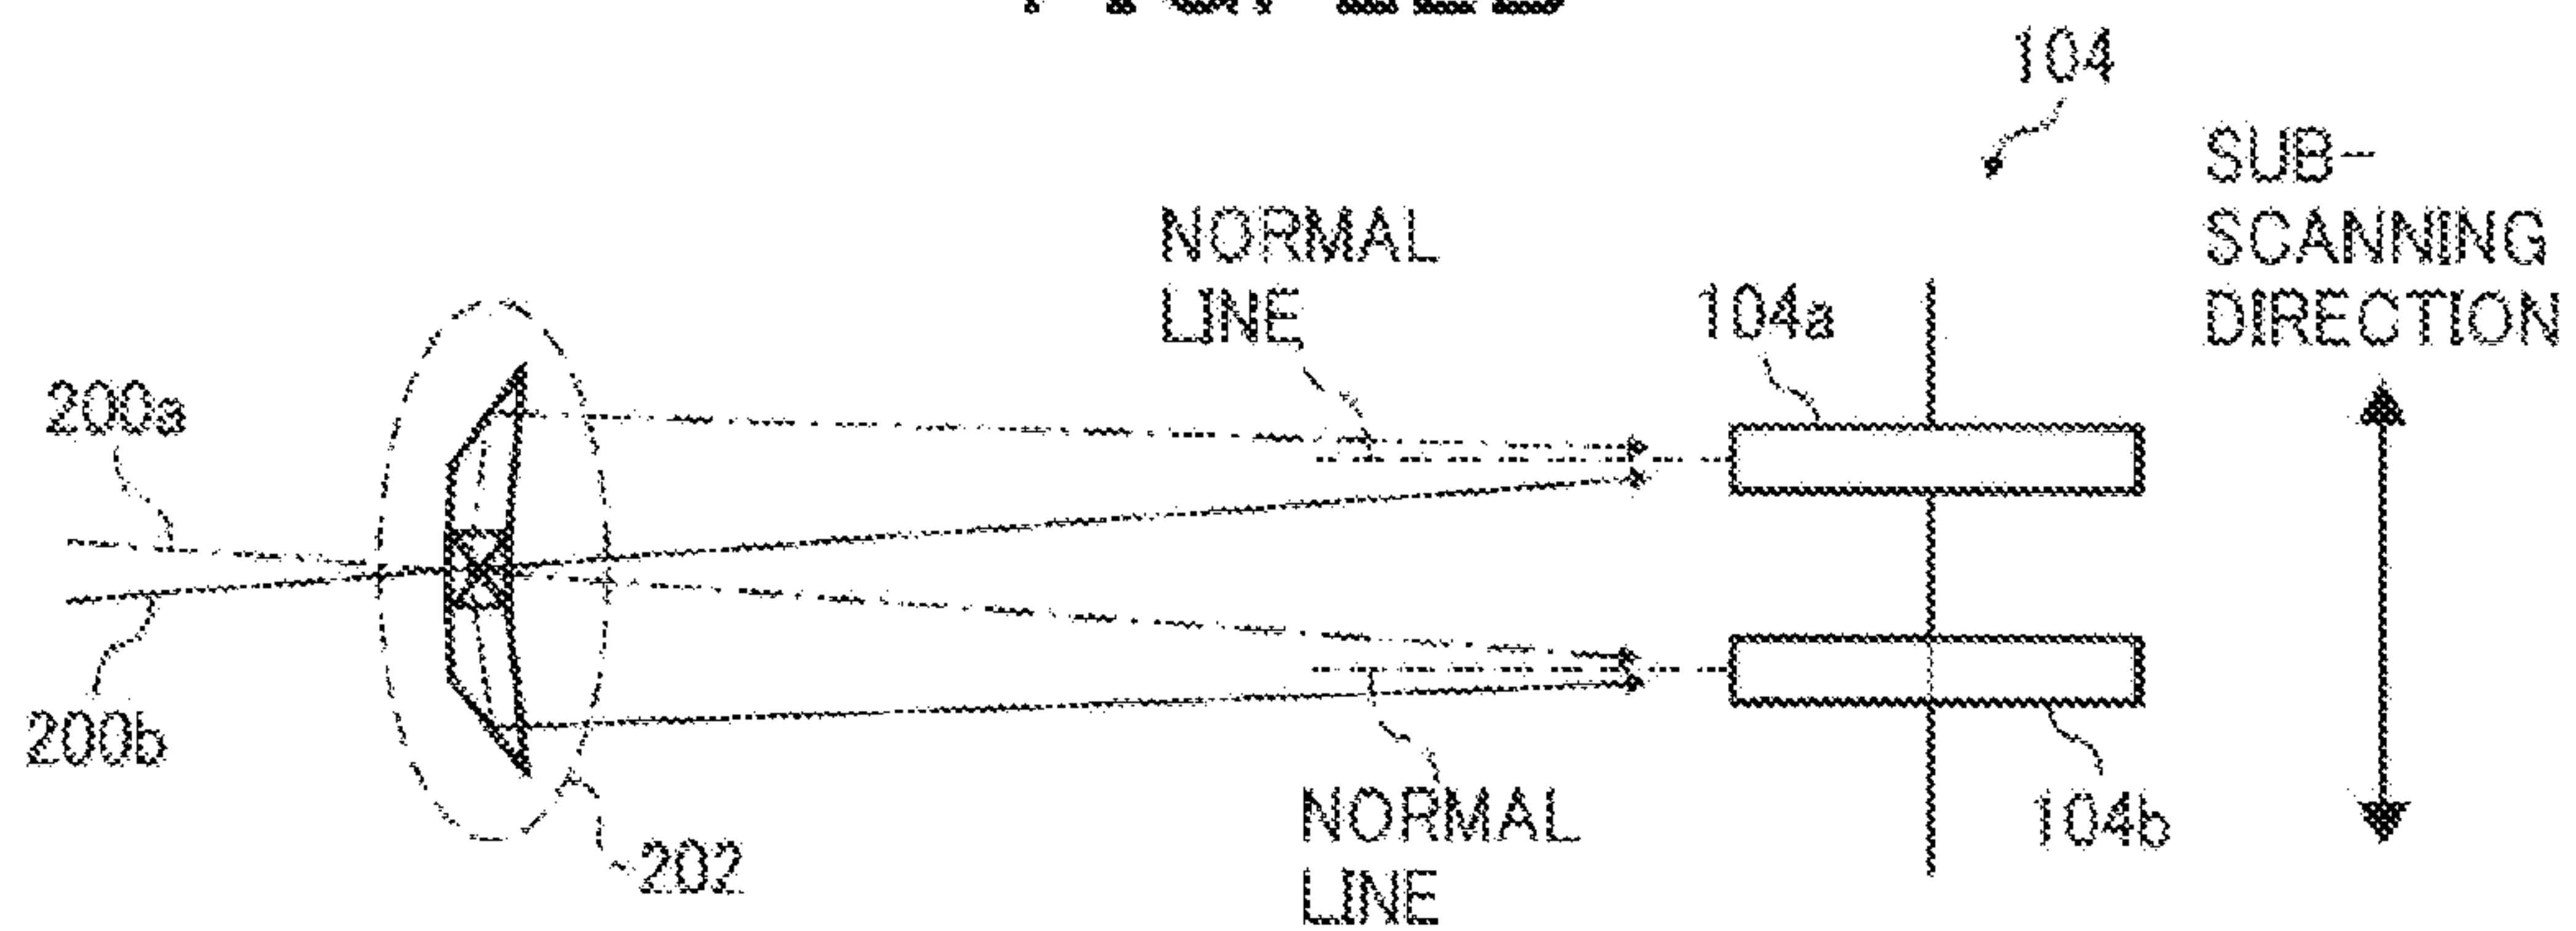 104
SUB-
SCANNING
DIRECTION
NORMAL
LINE
104a
200a
200b
104b
NORMAL
LINE
202